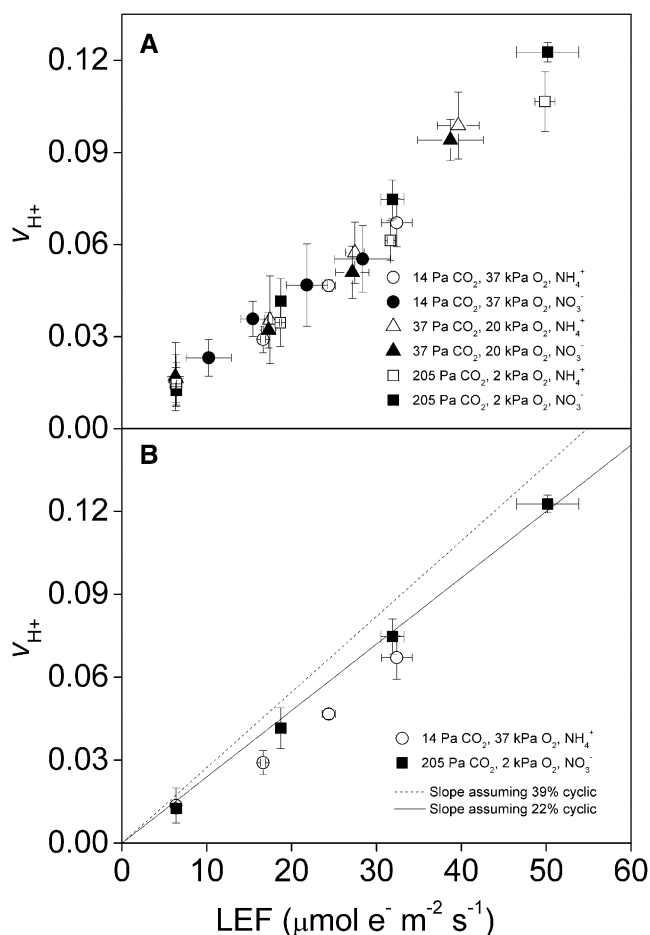 A
0.12
0.09
0.06
0.03
0.00
vH+
14 Pa CO2, 37 kPa O2, NH4+
14 Pa CO2, 37 kPa O2, NO3-
37 Pa CO2, 20 kPa O2, NH4+
37 Pa CO2, 20 kPa O2, NO3-
205 Pa CO2, 2 kPa O2, NH4+
205 Pa CO2, 2 kPa O2, NO3-
B
0.12
0.09
0.06
0.03
0.00
vH+
14 Pa CO2, 37 kPa O2, NH4+
205 Pa CO2, 2 kPa O2, NO3-
Slope assuming 39% cyclic
Slope assuming 22% cyclic
0 10 20 30 40 50 60
LEF (μmol e- m-2 s-1)